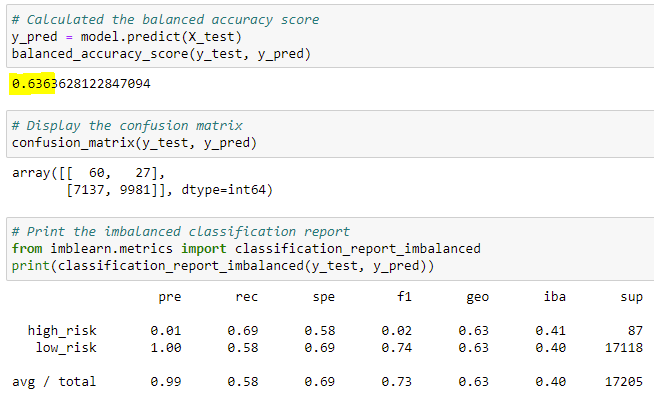 # Calculated the balanced accuracy score
y_pred = model.predict(X_test)
balanced_accuracy_score(y_test, y_pred)
0.6363628122847094
# Display the confusion matrix
confusion_matrix(y_test, y_pred)
array([[  60,   27],
       [7137, 9981]], dtype=int64)
# Print the imbalanced classification report
from imblearn.metrics import classification_report_imbalanced
print(classification_report_imbalanced(y_test, y_pred))
                   pre       rec       spe        f1       geo       iba       sup
  high_risk       0.01      0.69      0.58      0.02      0.63      0.41        87
   low_risk       1.00      0.58      0.69      0.74      0.63      0.40     17118
avg / total       0.99      0.58      0.69      0.73      0.63      0.40     17205